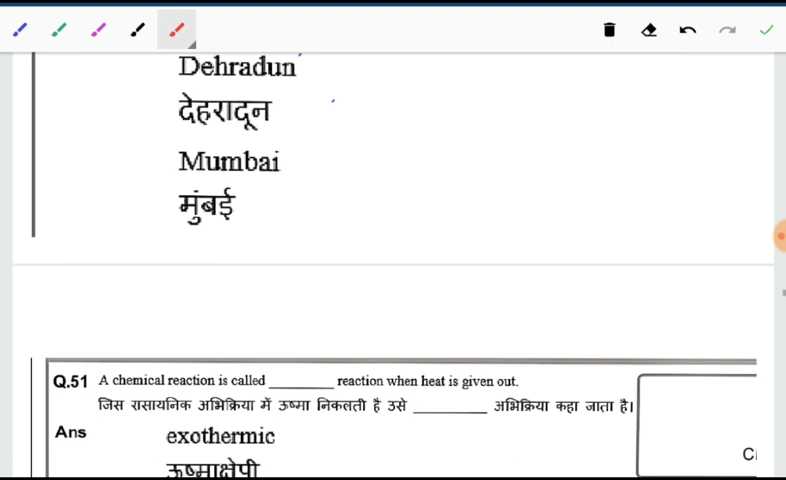 Dehradun
देहरादून
Mumbai
मुंबई
Q.51 A chemical reaction is called ________ reaction when heat is given out.
जिस रासायनिक अभिक्रिया में ऊष्मा निकलती है उसे ________ अभिक्रिया कहा जाता है।
Ans exothermic
ऊष्माक्षेपी